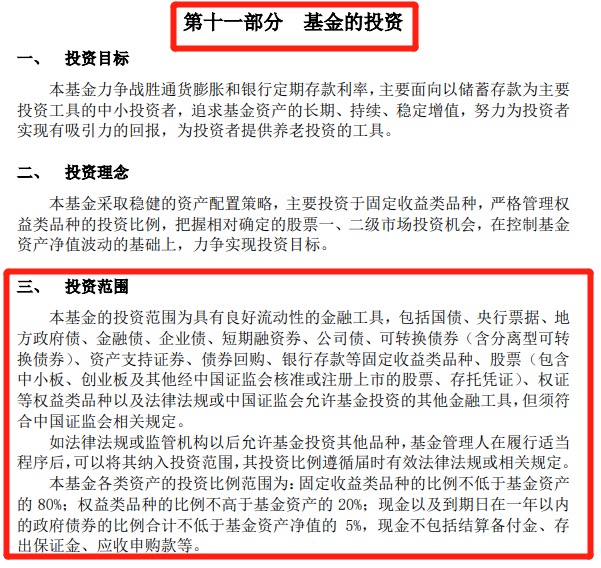 第十一部分　基金的投资
一、　投资目标
本基金力争战胜通货膨胀和银行定期存款利率，主要面向以储蓄存款为主要
投资工具的中小投资者，追求基金资产的长期、持续、稳定增值，努力为投资者
实现有吸引力的回报，为投资者提供养老投资的工具。
二、　投资理念
本基金采取稳健的资产配置策略，主要投资于固定收益类品种，严格管理权
益类品种的投资比例，把握相对确定的股票一、二级市场投资机会，在控制基金
资产净值波动的基础上，力争实现投资目标。
三、　投资范围
本基金的投资范围为具有良好流动性的金融工具，包括国债、央行票据、地
方政府债、金融债、企业债、短期融资券、公司债、可转换债券（含分离型可转
换债券）、资产支持证券、债券回购、银行存款等固定收益类品种、股票（包含
中小板、创业板及其他经中国证监会核准或注册上市的股票、存托凭证）、权证
等权益类品种以及法律法规或中国证监会允许基金投资的其他金融工具，但须符
合中国证监会相关规定。
如法律法规或监管机构以后允许基金投资其他品种，基金管理人在履行适当
程序后，可以将其纳入投资范围，其投资比例遵循届时有效法律法规或相关规定。
本基金各类资产的投资比例范围为：固定收益类品种的比例不低于基金资产
的 80%；权益类品种的比例不高于基金资产的 20%；现金以及到期日在一年以内
的政府债券的比例合计不低于基金资产净值的 5%，现金不包括结算备付金、存
出保证金、应收申购款等。